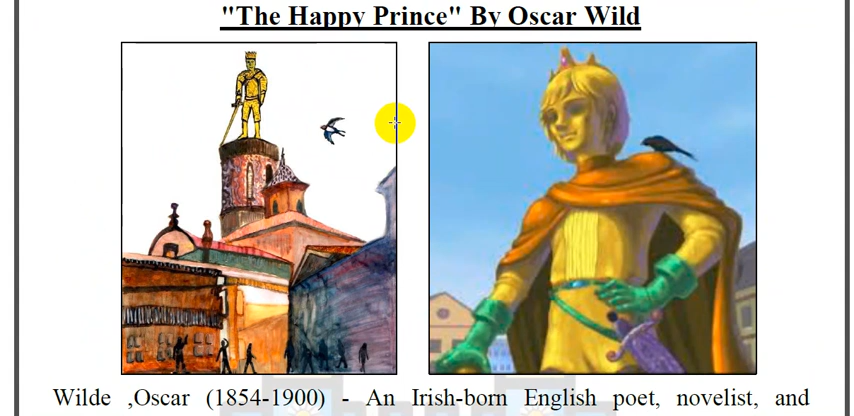 "The Happy Prince" By Oscar Wild
Wilde ,Oscar (1854-1900) - An Irish-born English poet, novelist, and